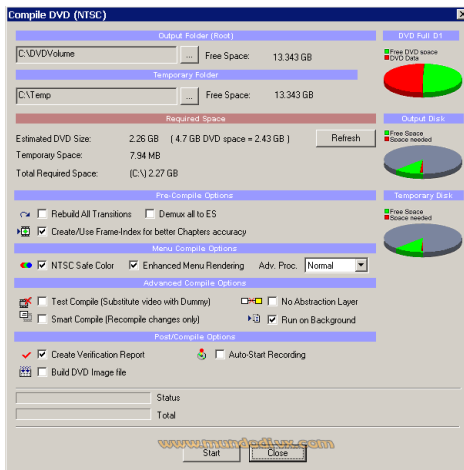 Compile DVD (NTSC)
Output Folder (Root)
DVD Full D1
C:\DVDVolume ... Free Space: 13.343 GB
Free DVD space
DVD Data
Temporary Folder
C:\Temp ... Free Space: 13.343 GB
Required Space
Output Disk
Estimated DVD Size: 2.26 GB ( 4.7 GB DVD space = 2.43 GB ) Refresh
Free Space
Space needed
Temporary Space: 7.94 MB
Total Required Space: (C:\) 2.27 GB
Pre-Compile Options
Temporary Disk
Rebuild All Transitions Demux all to ES
Free Space
Space needed
Create/Use Frame-Index for better Chapters accuracy
Menu Compile Options
NTSC Safe Color Enhanced Menu Rendering Adv. Proc. Normal
Advanced Compile Options
Test Compile (Substitute video with Dummy) No Abstraction Layer
Smart Compile (Recompile changes only) Run on Background
Post/Compile Options
Create Verification Report Auto-Start Recording
Build DVD Image file
Status
Total
www.mundodivx.com
Start Close